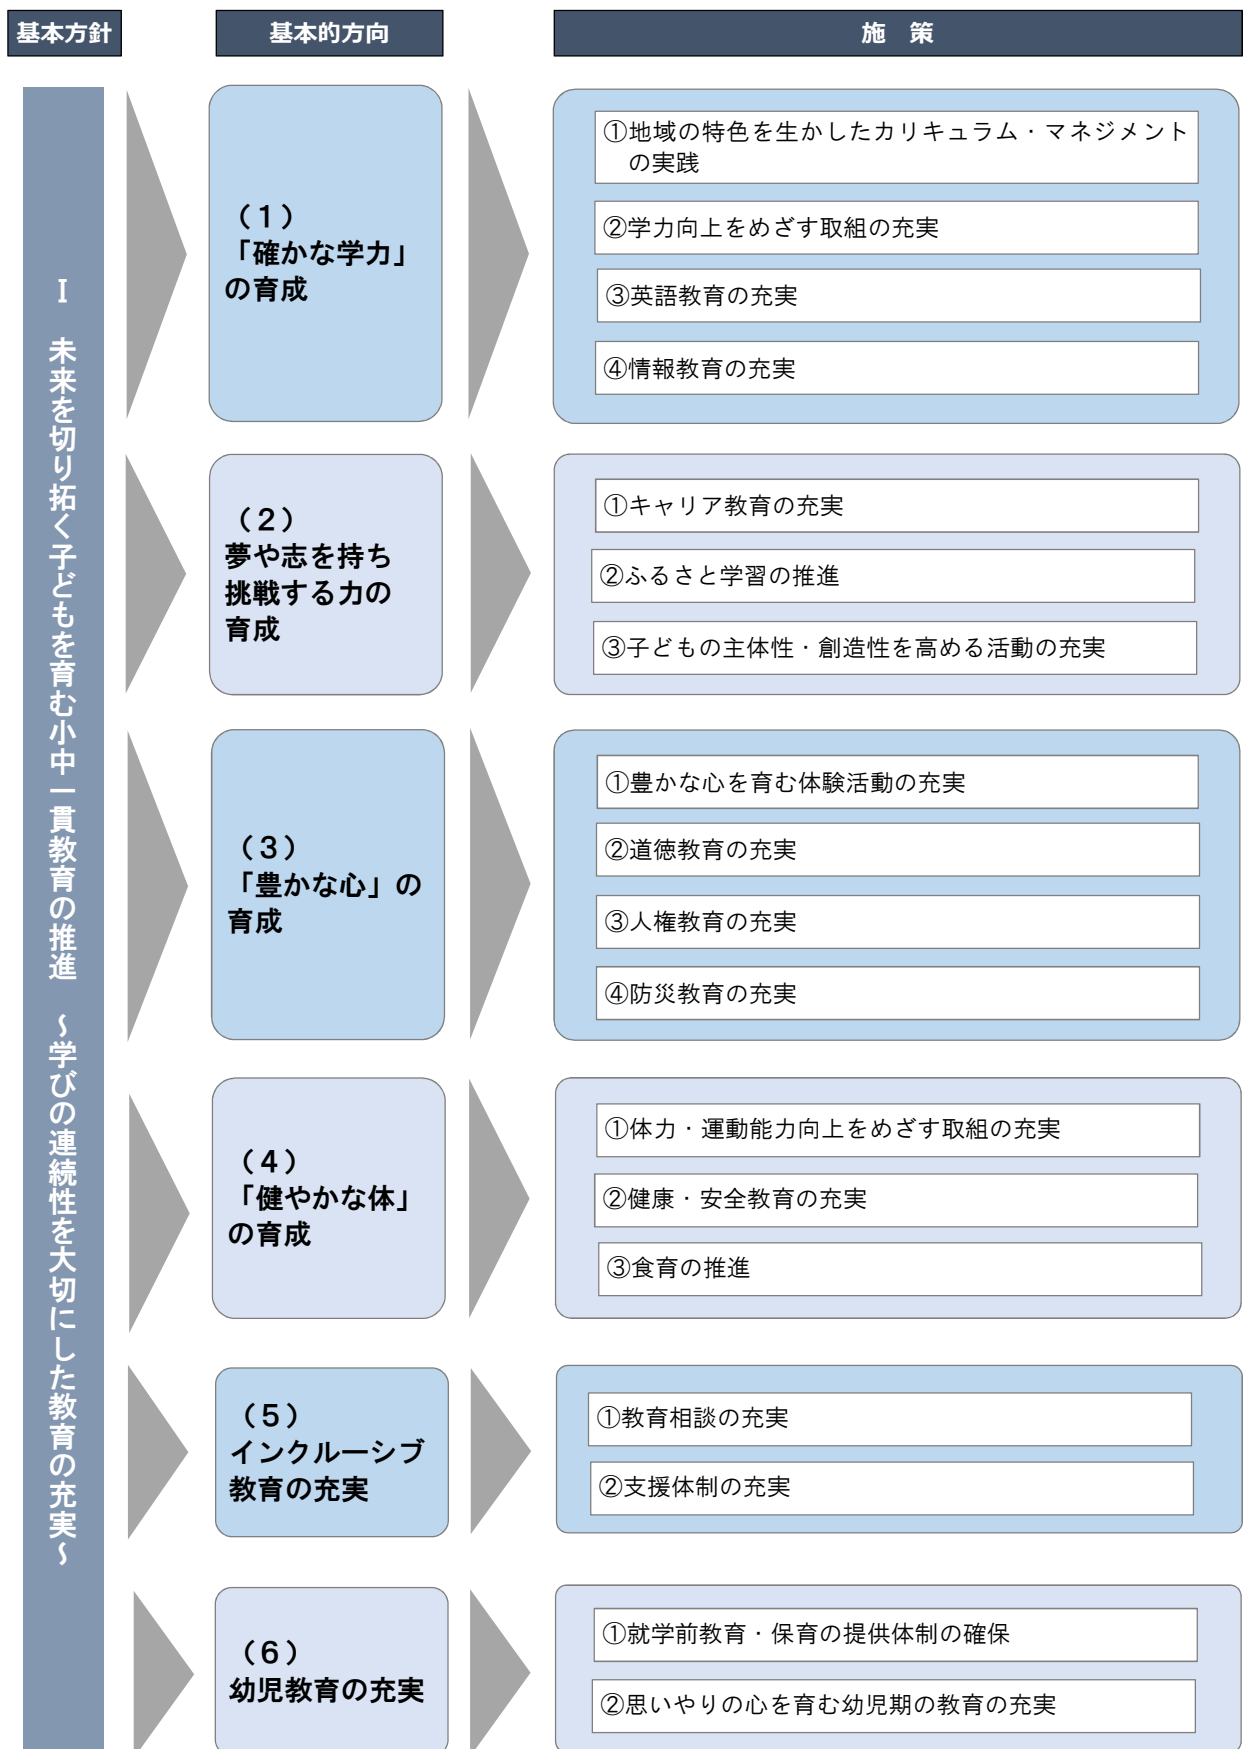 基本方針
基本的方向
施　策
Ⅰ　未来を切り拓く子どもを育む小中一貫教育の推進　～学びの連続性を大切にした教育の充実～
（１）
「確かな学力」
の育成
①地域の特色を生かしたカリキュラム・マネジメント
の実践
②学力向上をめざす取組の充実
③英語教育の充実
④情報教育の充実
（２）
夢や志を持ち
挑戦する力の
育成
①キャリア教育の充実
②ふるさと学習の推進
③子どもの主体性・創造性を高める活動の充実
（３）
「豊かな心」の
育成
①豊かな心を育む体験活動の充実
②道徳教育の充実
③人権教育の充実
④防災教育の充実
（４）
「健やかな体」
の育成
①体力・運動能力向上をめざす取組の充実
②健康・安全教育の充実
③食育の推進
（５）
インクルーシブ
教育の充実
①教育相談の充実
②支援体制の充実
（６）
幼児教育の充実
①就学前教育・保育の提供体制の確保
②思いやりの心を育む幼児期の教育の充実